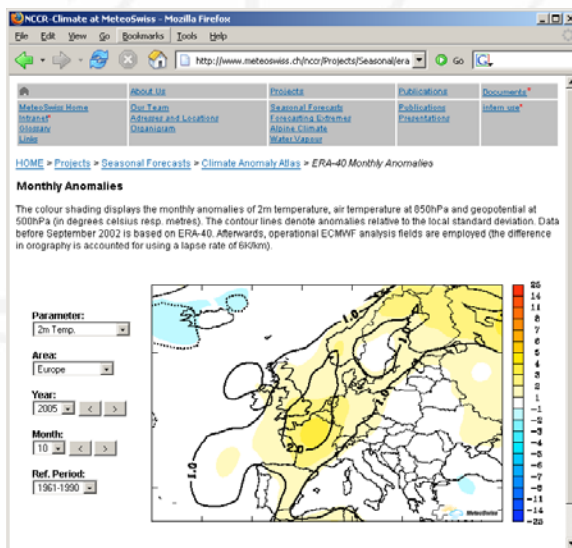 NCCR-Climate at MeteoSwiss - Mozilla Firefox
File Edit View Go Bookmarks Tools Help
http://www.meteoswiss.ch/nccr/Projects/Seasonal/era Go
About Us Projects Publications Documents*
MeteoSwiss Home Our Team Seasonal Forecasts Publications intern use*
Intranet* Adresses and Locations Forecasting Extremes Presentations
Glossary Organigram Alpine Climate
Links Water Vapour
HOME > Projects > Seasonal Forecasts > Climate Anomaly Atlas > ERA-40 Monthly Anomalies
Monthly Anomalies
The colour shading displays the monthly anomalies of 2m temperature, air temperature at 850hPa and geopotential at
500hPa (in degrees celsius resp. metres). The contour lines denote anomalies relative to the local standard deviation. Data
before September 2002 is based on ERA-40. Afterwards, operational ECMWF analysis fields are employed (the difference
in orography is accounted for using a lapse rate of 6K/km).
Parameter:
2m Temp.
Area:
Europe
Year:
2005 < >
Month:
10 < >
Ref. Period:
1961-1990
1.0
1.0
2.0
1.0
1.0
MeteoSwiss
25
14
11
8
7
6
5
4
3
2
1
-1
-2
-3
-4
-5
-6
-7
-8
-11
-14
-25